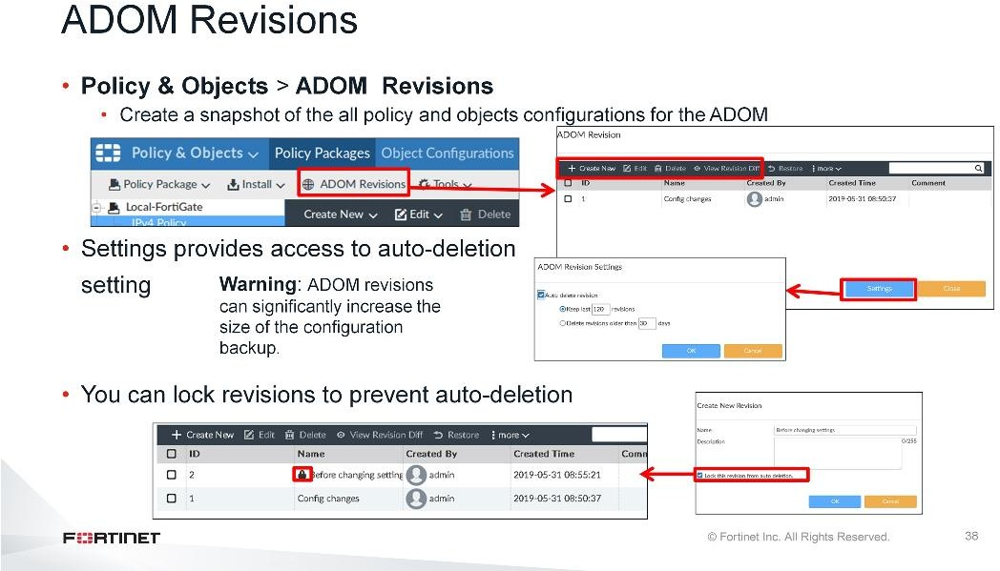 ADOM Revisions
• Policy & Objects > ADOM Revisions
• Create a snapshot of the all policy and objects configurations for the ADOM
Policy & Objects Policy Packages Object Configurations
Policy Package Install ADOM Revisions Tools
Local-FortiGate
IPv4 Policy
Create New Edit Delete
ADOM Revision
+ Create New Edit Delete View Revision Diff Restore more
ID Name Created By Created Time Comment
1 Config changes admin 2019-05-31 08:50:37
Settings Close
• Settings provides access to auto-deletion
setting
Warning: ADOM revisions
can significantly increase the
size of the configuration
backup.
ADOM Revision Settings
Auto delete revision
Keep last 120 revisions
Delete revisions older than 30 days
OK Cancel
• You can lock revisions to prevent auto-deletion
+ Create New Edit Delete View Revision Diff Restore more
ID Name Created By Created Time Comm
2 Before changing setting admin 2019-05-31 08:55:21
1 Config changes admin 2019-05-31 08:50:37
Create New Revision
Name Before changing settings
Description 0/255
Lock this revision from auto deletion.
OK Cancel
FORTINET
© Fortinet Inc. All Rights Reserved.
38